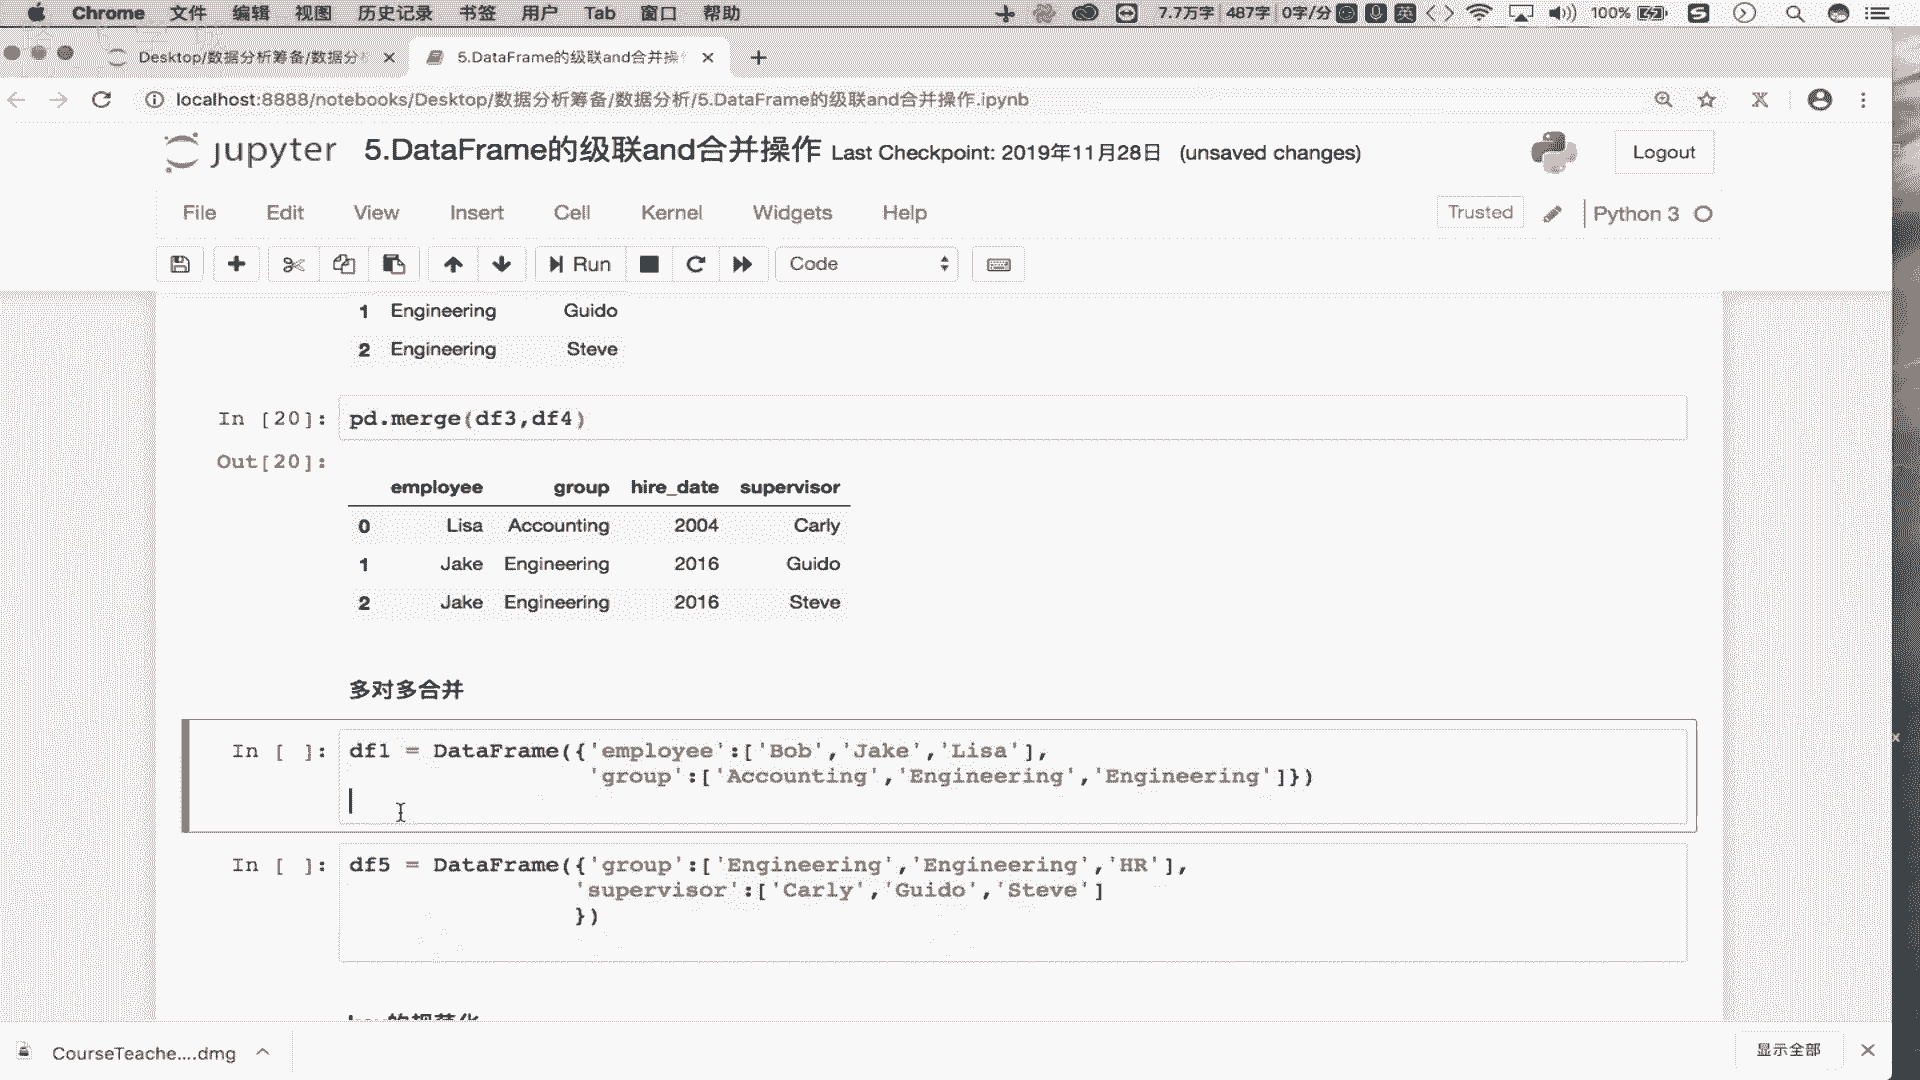 Chrome 文件 编辑 视图 历史记录 书签 用户 Tab 窗口 帮助 7.7万字 487字 0字/分 英 100%
Desktop/数据分析筹备/数据分 5.DataFrame的级联and合并操
localhost:8888/notebooks/Desktop/数据分析筹备/数据分析/5.DataFrame的级联and合并操作.ipynb
jupyter 5.DataFrame的级联and合并操作 Last Checkpoint: 2019年11月28日 (unsaved changes) Logout
File Edit View Insert Cell Kernel Widgets Help Trusted Python 3
Run Code
1 Engineering Guido
2 Engineering Steve
In [20]: pd.merge(df3,df4)
Out[20]:
employee group hire_date supervisor
0 Lisa Accounting 2004 Carly
1 Jake Engineering 2016 Guido
2 Jake Engineering 2016 Steve
多对多合并
In [ ]: df1 = DataFrame({'employee':['Bob','Jake','Lisa'],
'group':['Accounting','Engineering','Engineering']})
In [ ]: df5 = DataFrame({'group':['Engineering','Engineering','HR'],
'supervisor':['Carly','Guido','Steve']
})
CourseTeache....dmg 显示全部